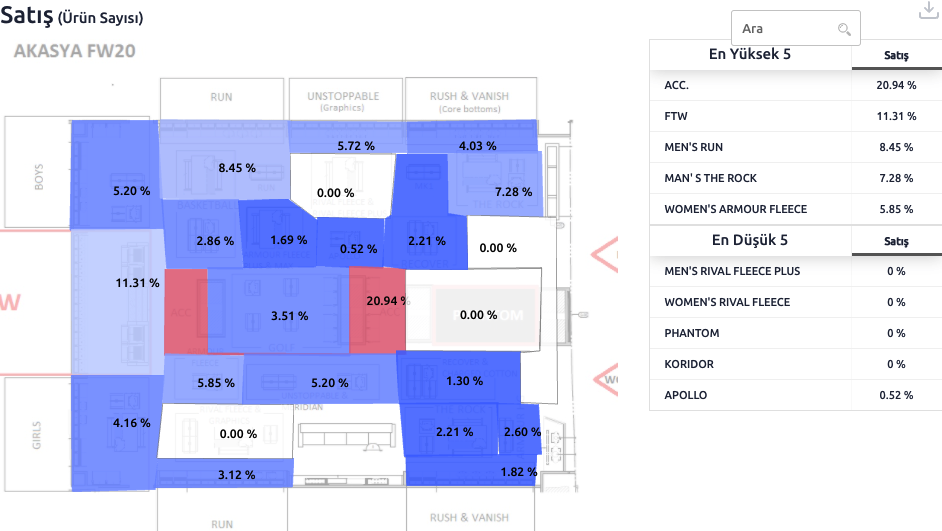 Satış (Ürün Sayısı)
AKASYA FW20
Ara
En Yüksek 5 Satış
ACC. 20.94 %
FTW 11.31 %
MEN'S RUN 8.45 %
MAN' S THE ROCK 7.28 %
WOMEN'S ARMOUR FLEECE 5.85 %
En Düşük 5 Satış
MEN'S RIVAL FLEECE PLUS 0 %
WOMEN'S RIVAL FLEECE 0 %
PHANTOM 0 %
KORIDOR 0 %
APOLLO 0.52 %
RUN
UNSTOPPABLE
(Graphics)
RUSH & VANISH
(Core bottoms)
BOYS
5.72 %
4.03 %
8.45 %
5.20 %
0.00 %
7.28 %
THE ROCK
2.86 %
1.69 %
0.52 %
2.21 %
0.00 %
11.31 %
W
ACC
20.94 %
3.51 %
0.00 %
GOLF
5.85 %
5.20 %
1.30 %
RIDIAN
GIRLS
4.16 %
0.00 %
2.21 %
2.60 %
3.12 %
1.82 %
RUN
RUSH & VANISH